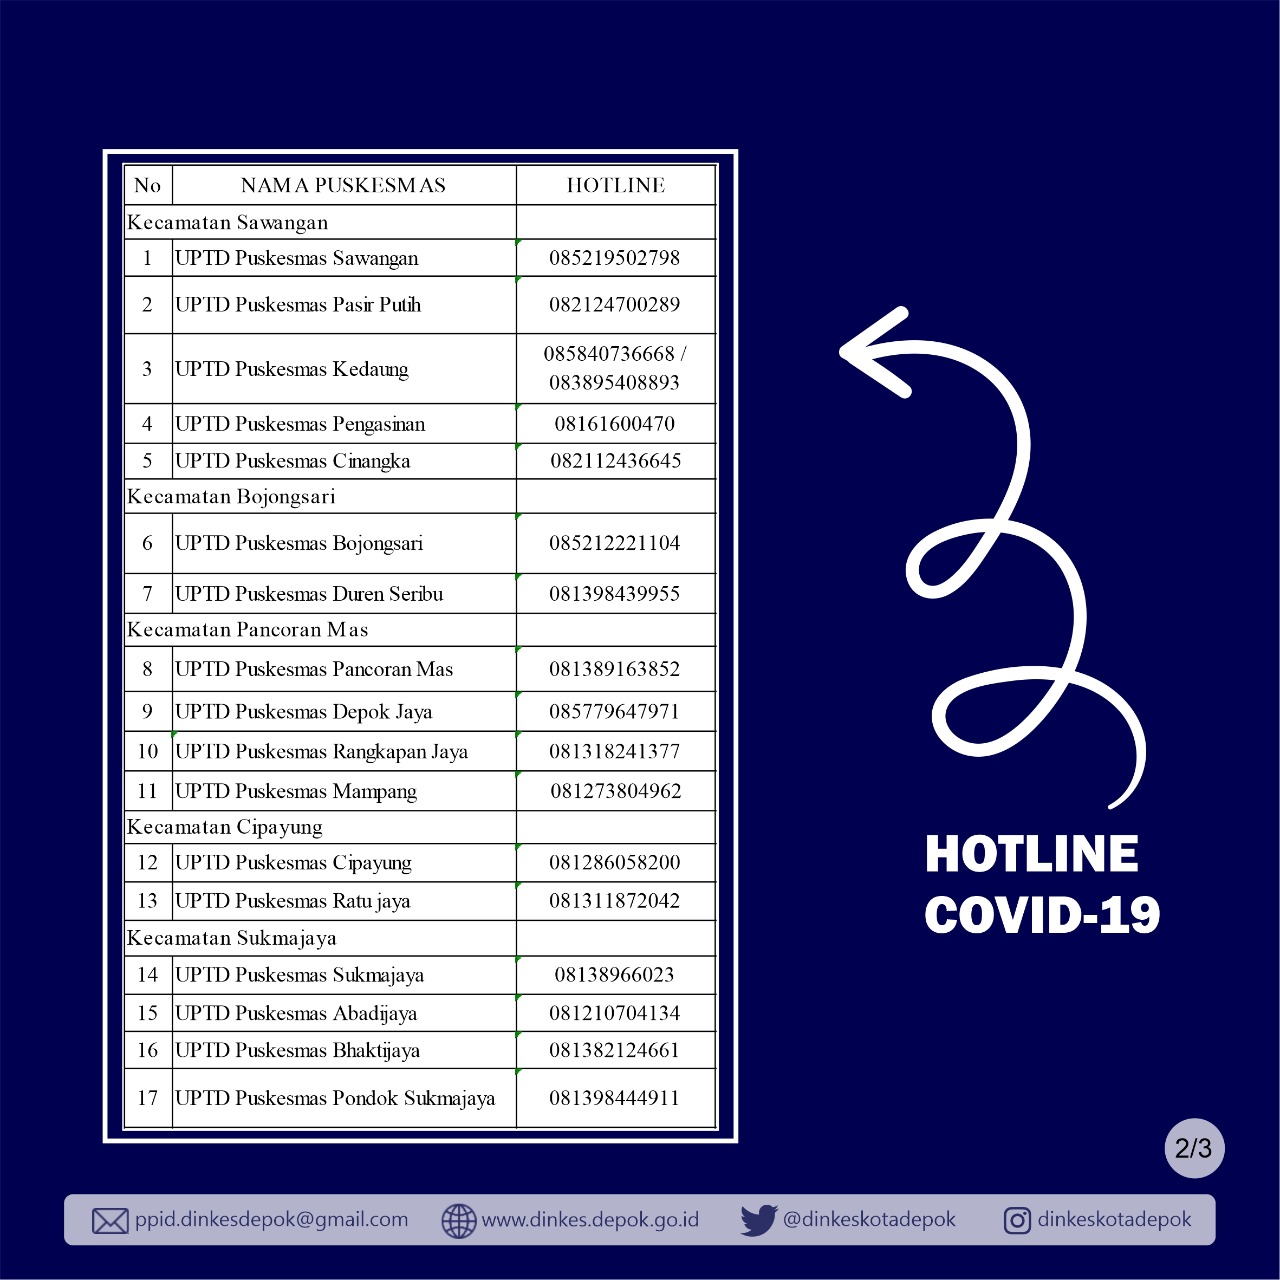 No NAMA PUSKESMAS HOTLINE
Kecamatan Sawangan
1 UPTD Puskesmas Sawangan 085219502798
2 UPTD Puskesmas Pasir Putih 082124700289
3 UPTD Puskesmas Kedaung 085840736668 /
083895408893
4 UPTD Puskesmas Pengasinan 08161600470
5 UPTD Puskesmas Cinangka 082112436645
Kecamatan Bojongsari
6 UPTD Puskesmas Bojongsari 085212221104
7 UPTD Puskesmas Duren Seribu 081398439955
Kecamatan Pancoran Mas
8 UPTD Puskesmas Pancoran Mas 081389163852
9 UPTD Puskesmas Depok Jaya 085779647971
10 UPTD Puskesmas Rangkapan Jaya 081318241377
11 UPTD Puskesmas Mampang 081273804962
Kecamatan Cipayung
12 UPTD Puskesmas Cipayung 081286058200
13 UPTD Puskesmas Ratu jaya 081311872042
Kecamatan Sukmajaya
14 UPTD Puskesmas Sukmajaya 08138966023
15 UPTD Puskesmas Abadijaya 081210704134
16 UPTD Puskesmas Bhaktijaya 081382124661
17 UPTD Puskesmas Pondok Sukmajaya 081398444911
HOTLINE
COVID-19
2/3
ppid.dinkesdepok@gmail.com www.dinkes.depok.go.id @dinkeskotadepok dinkeskotadepok